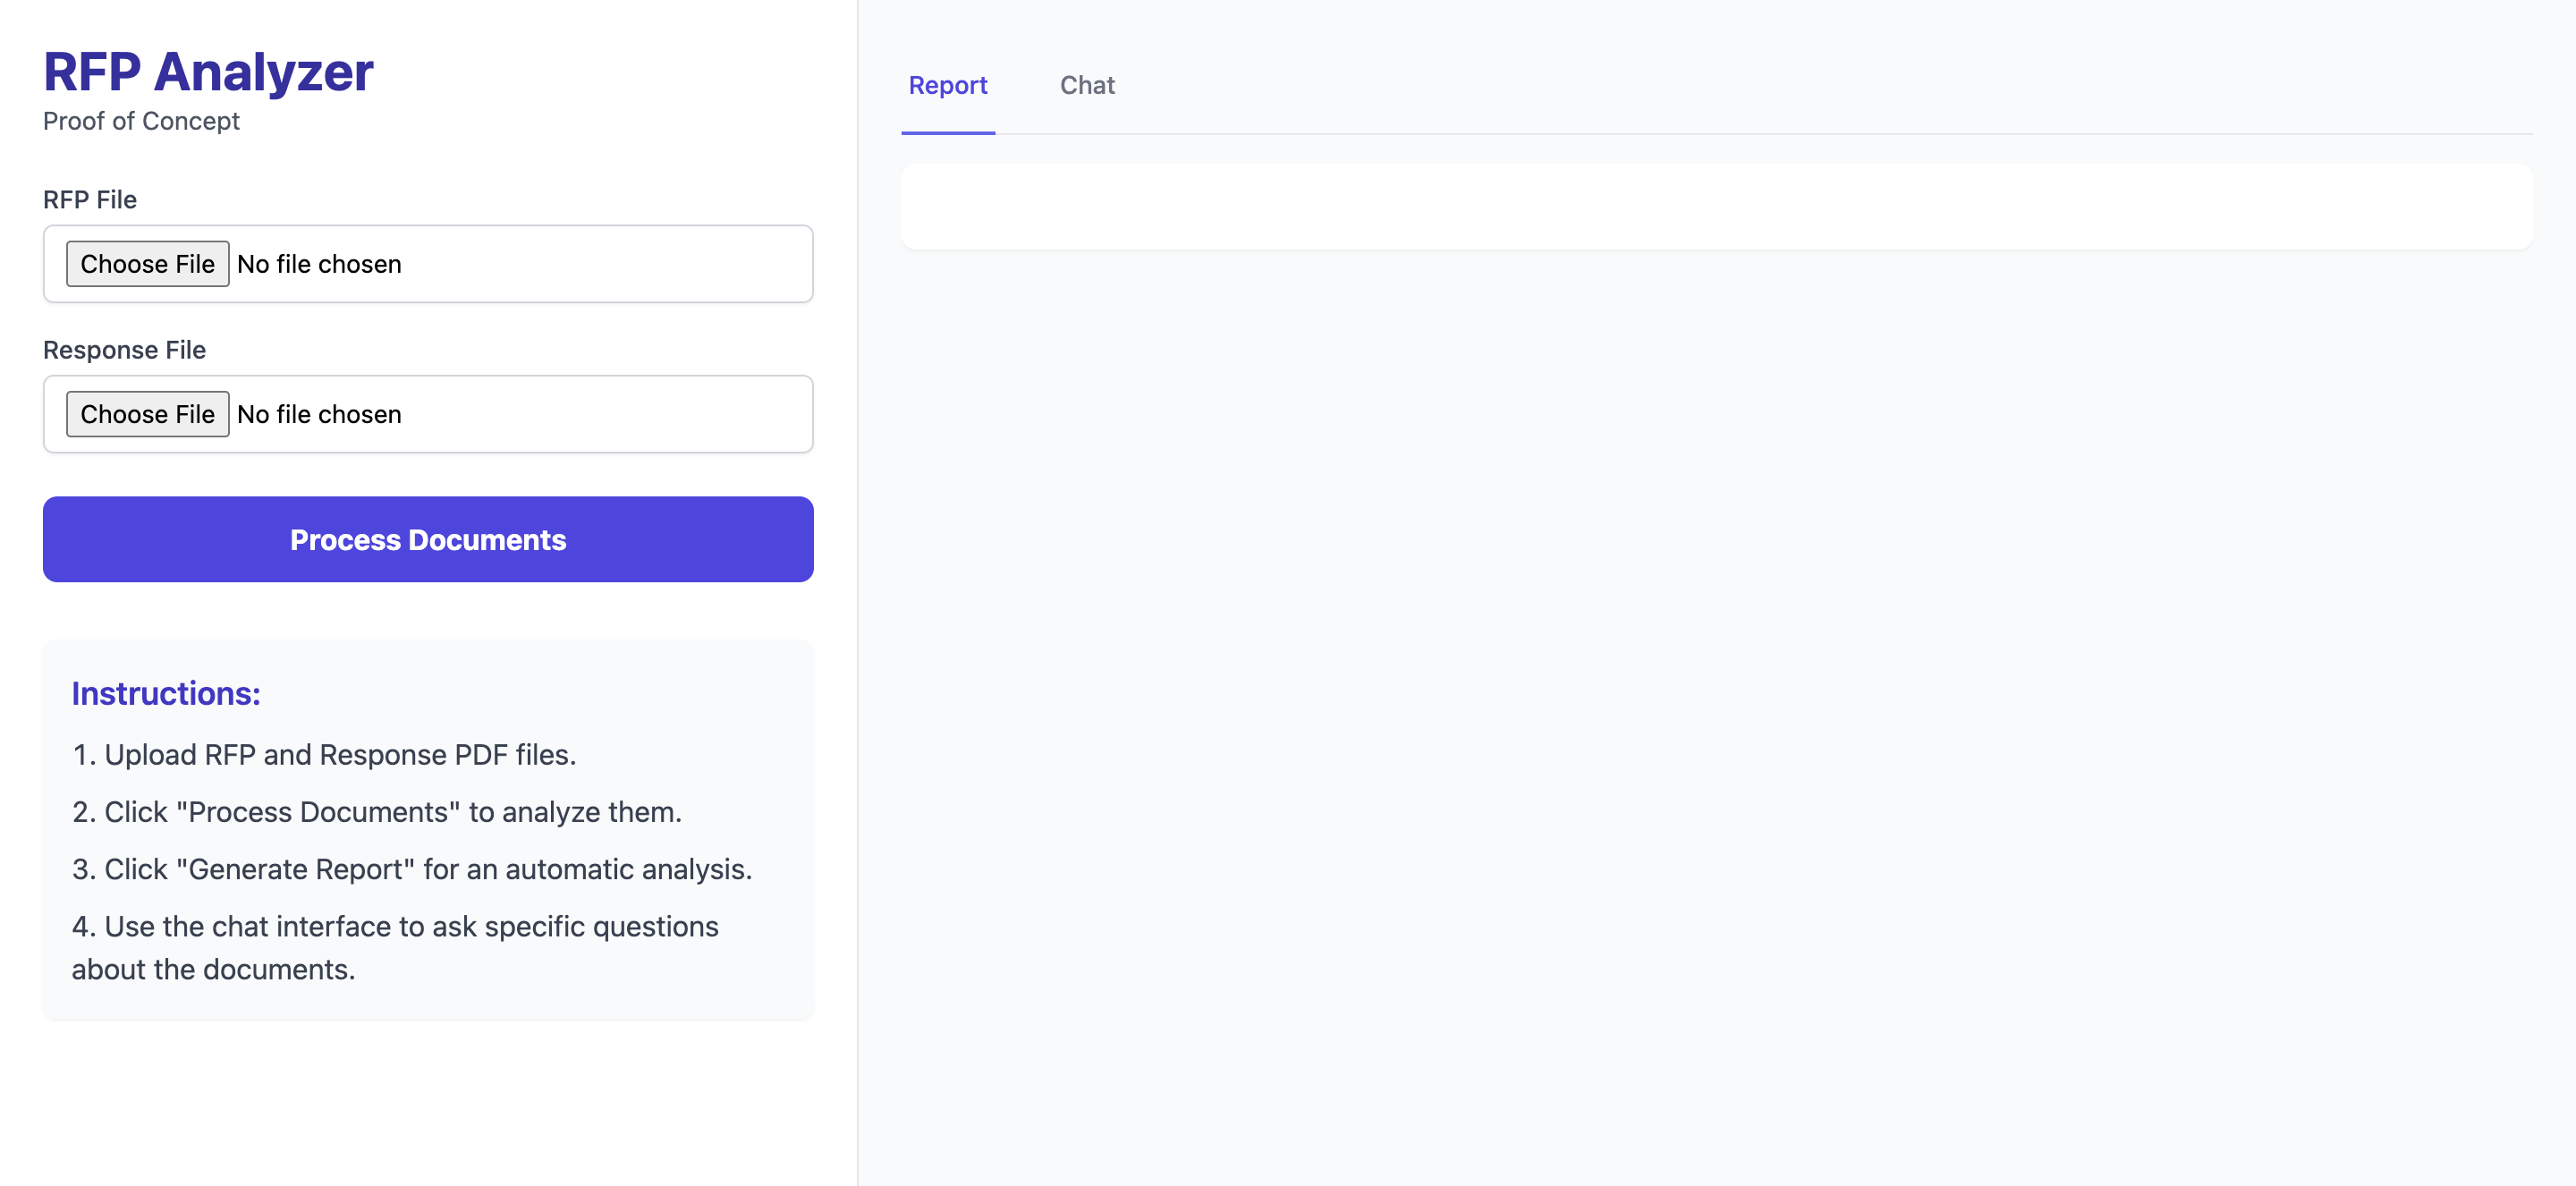 RFP Analyzer
Proof of Concept
RFP File
Choose File No file chosen
Response File
Choose File No file chosen
Process Documents
Instructions:
1. Upload RFP and Response PDF files.
2. Click "Process Documents" to analyze them.
3. Click "Generate Report" for an automatic analysis.
4. Use the chat interface to ask specific questions
about the documents.
Report Chat